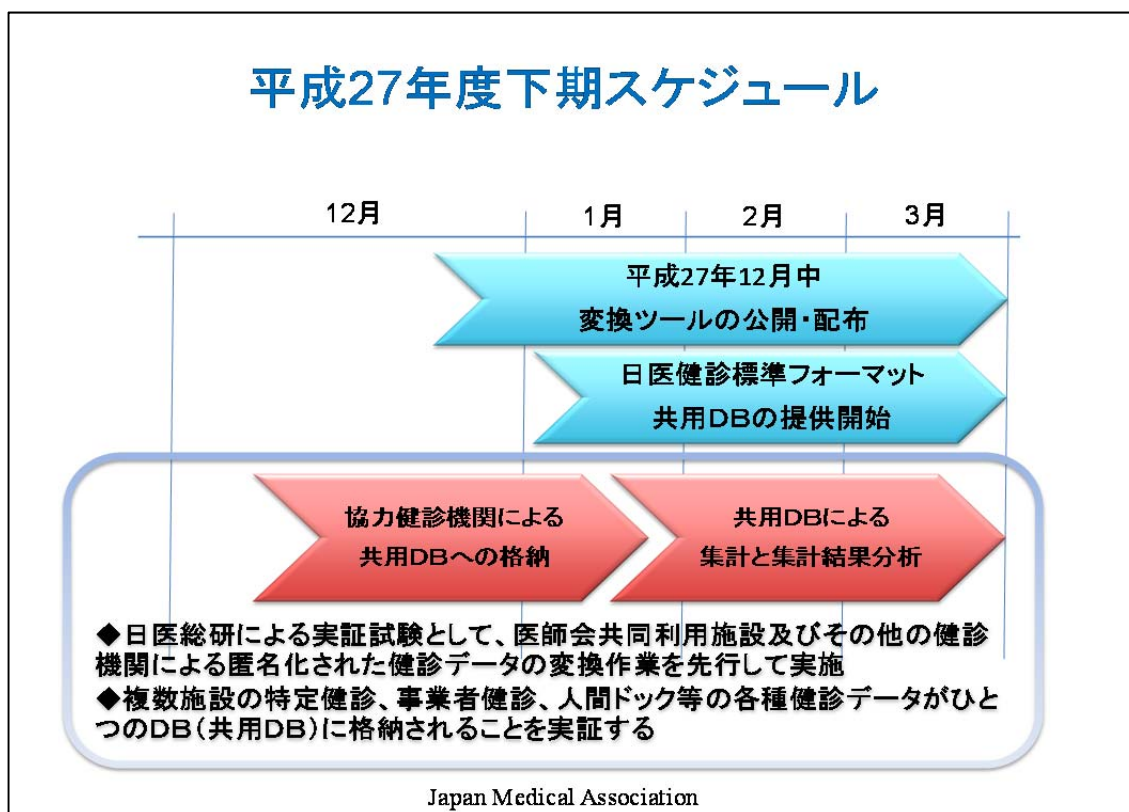 平成27年度下期スケジュール
12月 1月 2月 3月
平成27年12月中
変換ツールの公開・配布
日医健診標準フォーマット
共用DBの提供開始
協力健診機関による
共用DBへの格納
共用DBによる
集計と集計結果分析
◆日医総研による実証試験として、医師会共同利用施設及びその他の健診
機関による匿名化された健診データの変換作業を先行して実施
◆複数施設の特定健診、事業者健診、人間ドック等の各種健診データがひと
つのDB(共用DB)に格納されることを実証する
Japan Medical Association